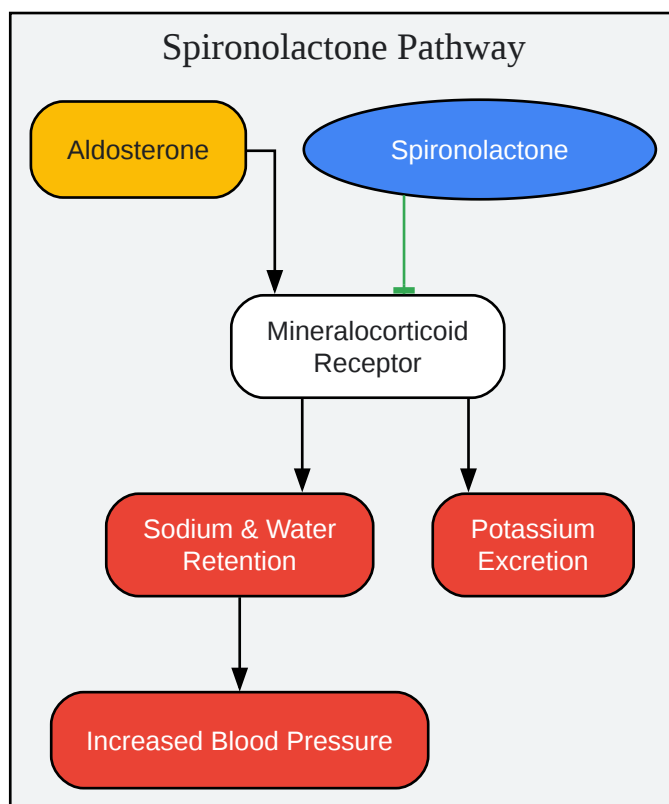 Spironolactone Pathway
Aldosterone
Spironolactone
Mineralocorticoid
Receptor
Sodium & Water
Retention
Potassium
Excretion
Increased Blood Pressure